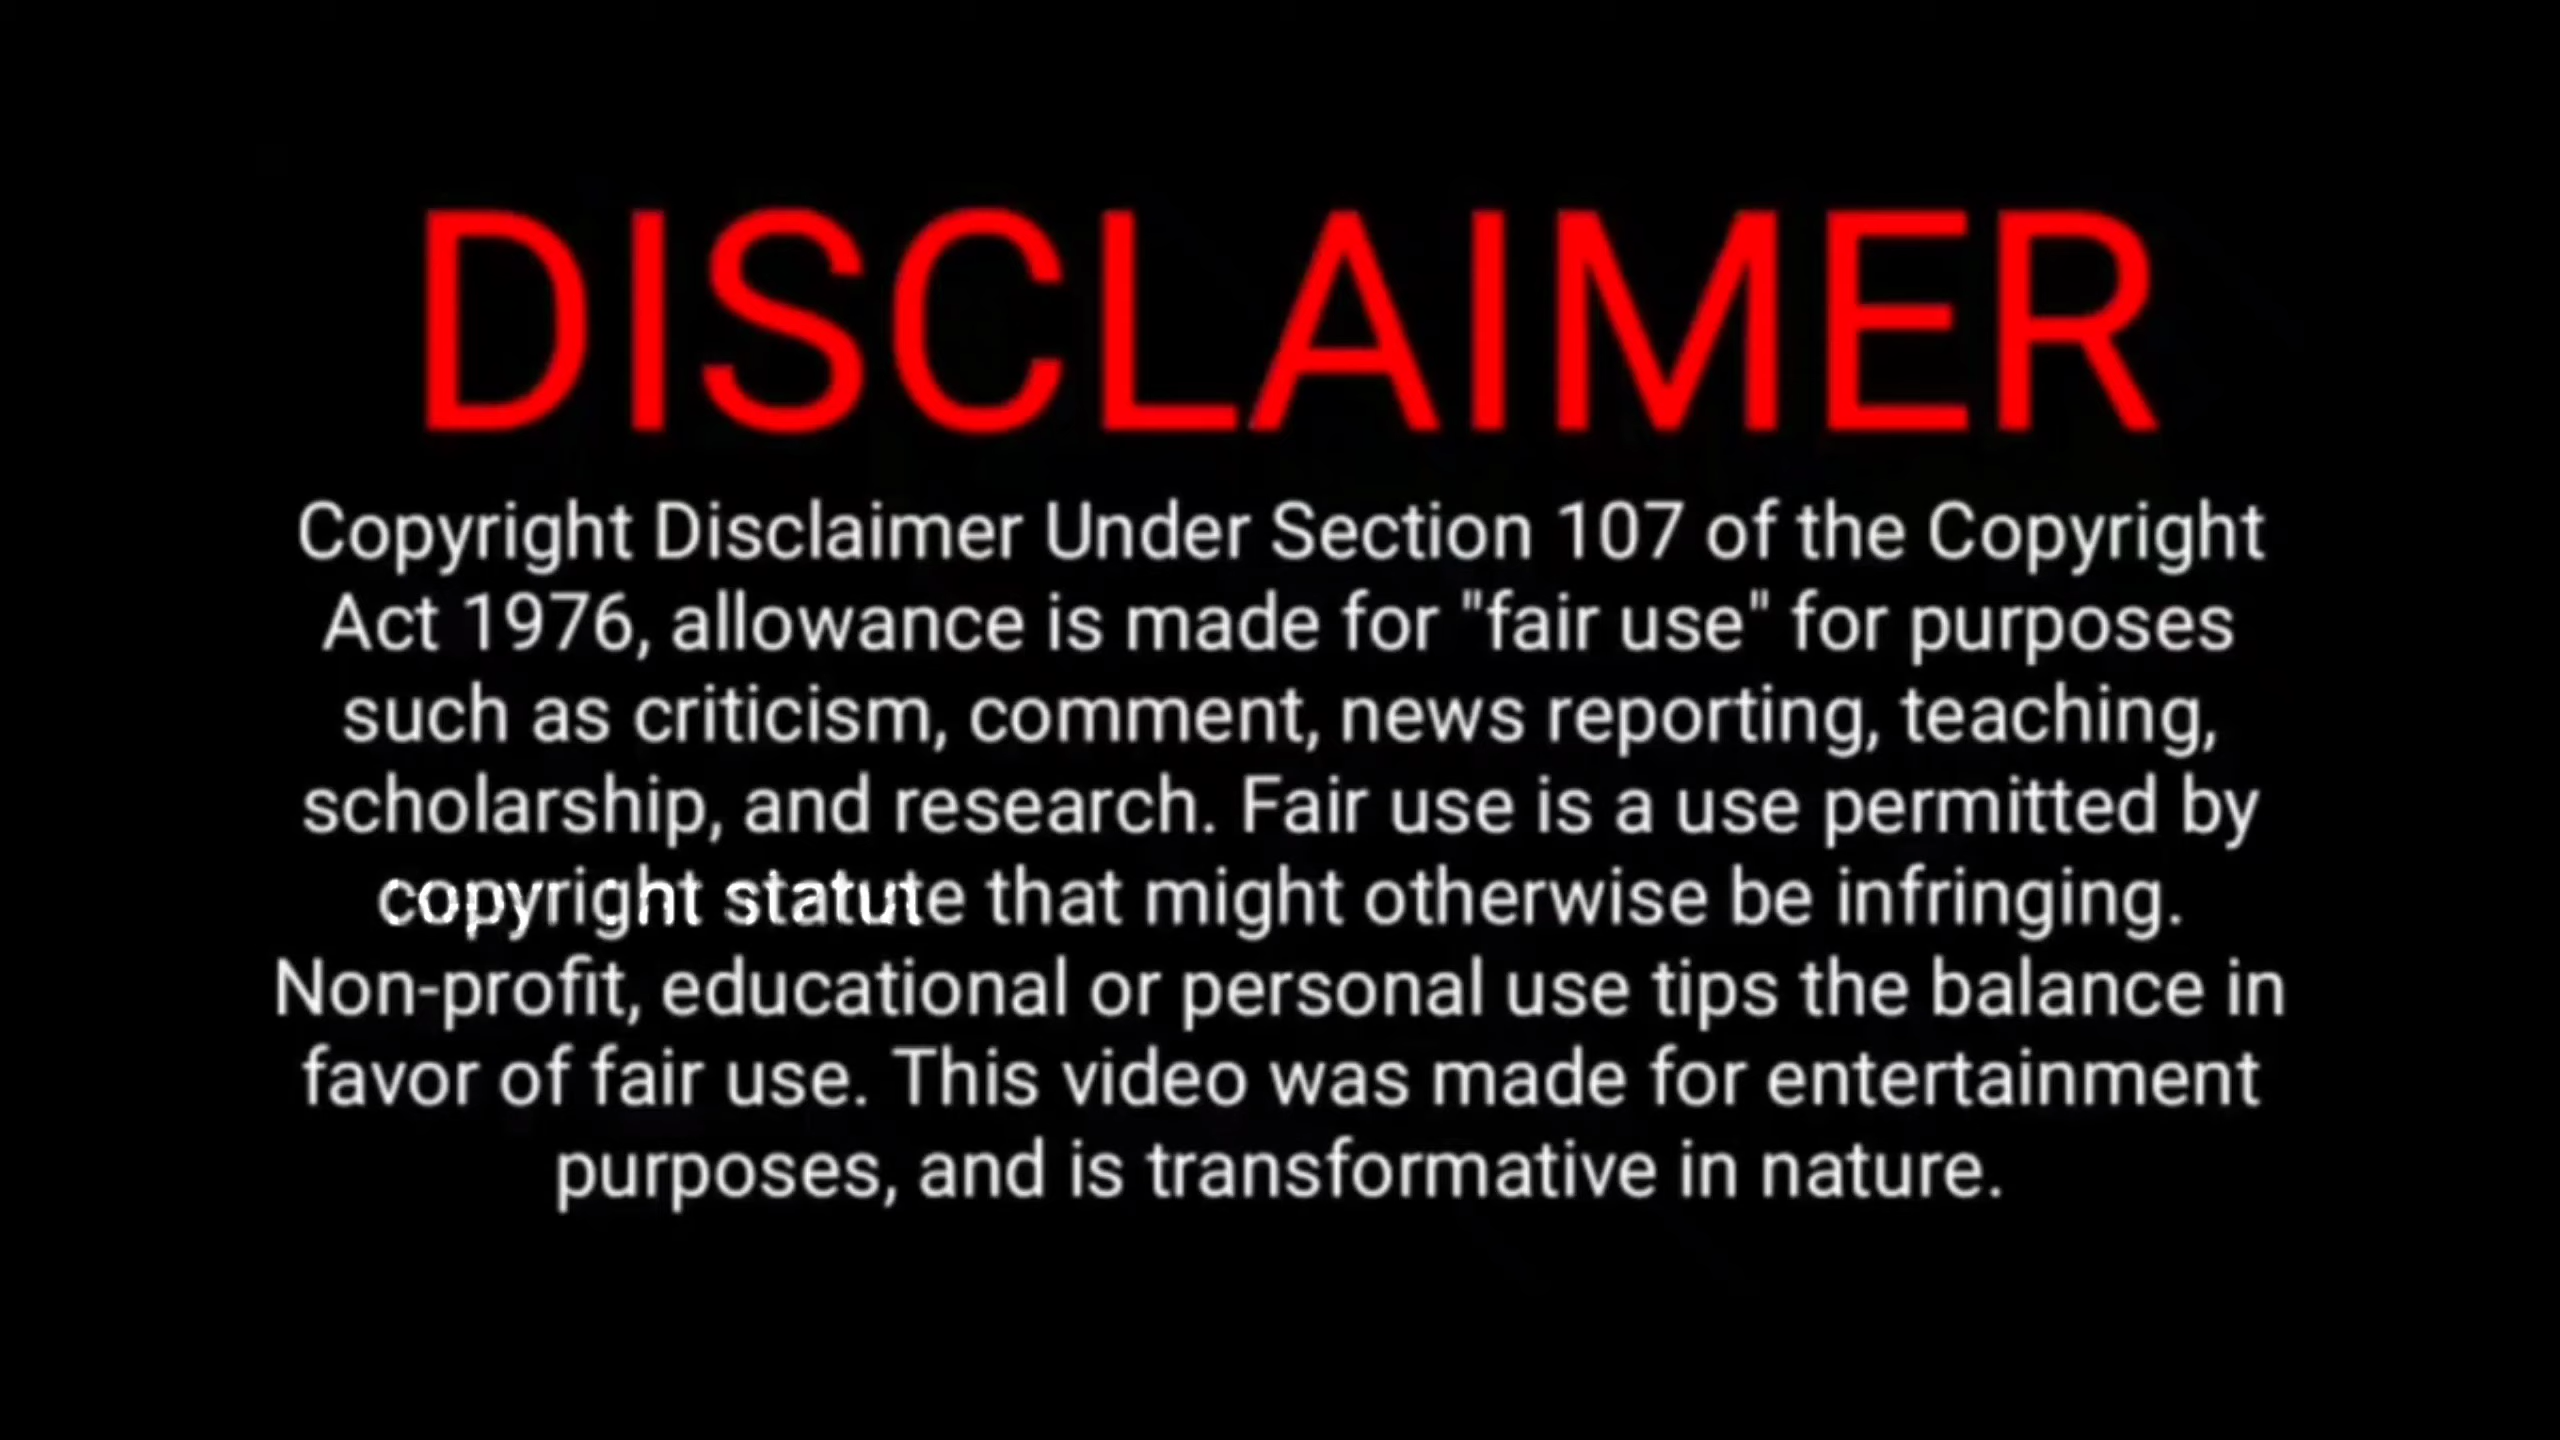 DISCLAIMER
Copyright Disclaimer Under Section 107 of the Copyright
Act 1976, allowance is made for "fair use" for purposes
such as criticism, comment, news reporting, teaching,
scholarship, and research. Fair use is a use permitted by
copyright statute that might otherwise be infringing.
Non-profit, educational or personal use tips the balance in
favor of fair use. This video was made for entertainment
purposes, and is transformative in nature.